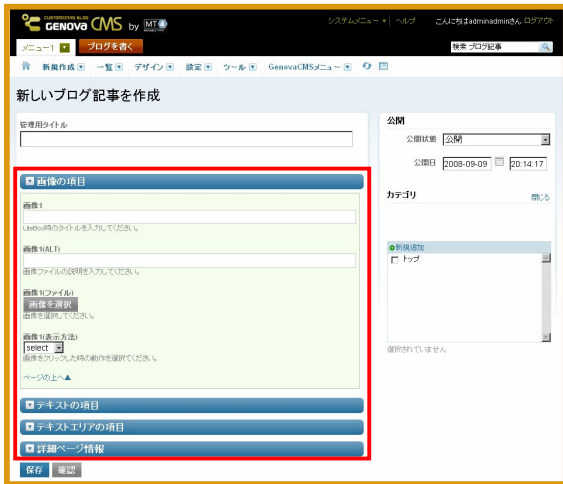 CUSTOMIZING BLOG
GENOVA CMS by MT4
システムメニュー ヘルプ こんにちはadminadminさん ログアウト
メニュー1 ブログを書く
検索 ブログ記事
新規作成 一覧 デザイン 設定 ツール GenovaCMSメニュー
新しいブログ記事を作成
管理用タイトル
画像の項目
画像1
LiteBox時のタイトルを入力してください。
画像1(ALT)
画像ファイルの説明を入力してください。
画像1(ファイル)
画像を選択
画像を選択してください。
画像1(表示方法)
select
画像をクリックした時の動作を選択てください。
ページの上へ▲
テキストの項目
テキストエリアの項目
詳細ページ情報
保存 確認
公開
公開状態 公開
公開日 2008-09-09 20:14:17
カテゴリ 閉じる
新規追加
トップ
選択されていません